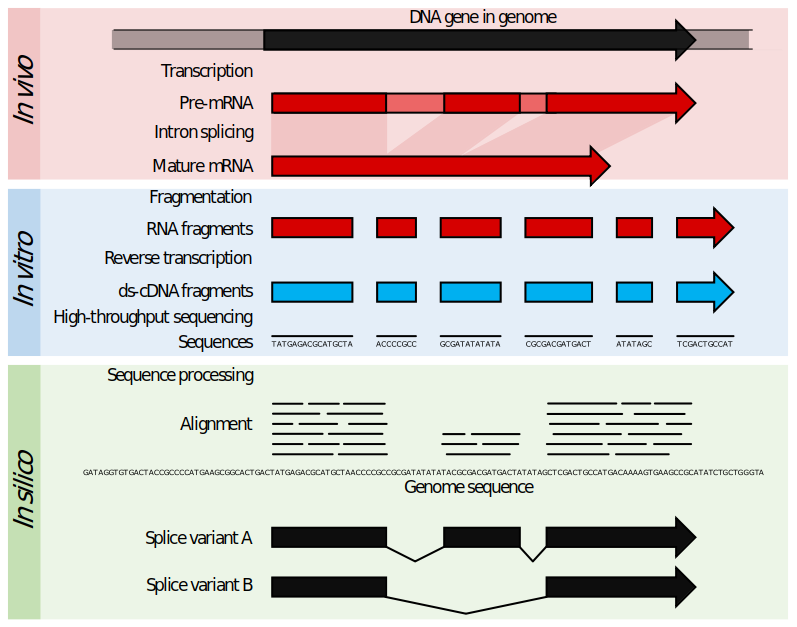 In vivo
DNA gene in genome
Transcription
Pre-mRNA
Intron splicing
Mature mRNA
In vitro
Fragmentation
RNA fragments
Reverse transcription
ds-cDNA fragments
High-throughput sequencing
Sequences
TATGAGACGCATGCTA ACCCCGCC GCGATATATATA CGCGACGATGACT ATATAGC TCGACTGCCAT
In silico
Sequence processing
Alignment
GATAGGTGTGACTACCGCCCCATGAAGCGGCACTGACTATGAGACGCATGCTAACCCCGCCGCGATATATATACGCGACGATGACTATATAGCTCGACTGCCATGACAAAAGTGAAGCCGCATATCTGCTGGGTA
Genome sequence
Splice variant A
Splice variant B